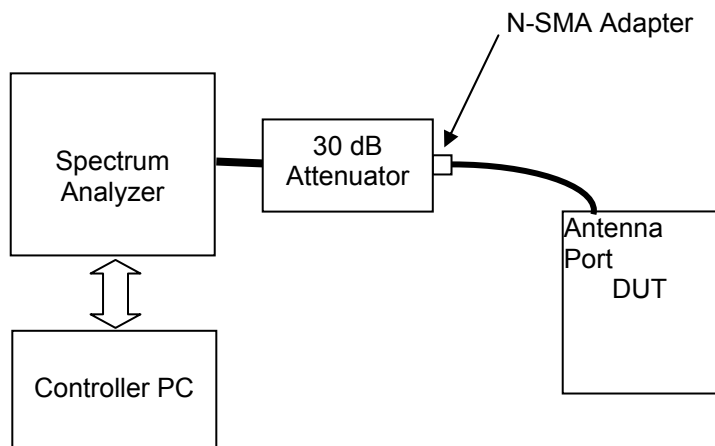 N-SMA Adapter
30 dB
Attenuator
Spectrum
Analyzer
Antenna
Port
DUT
Controller PC